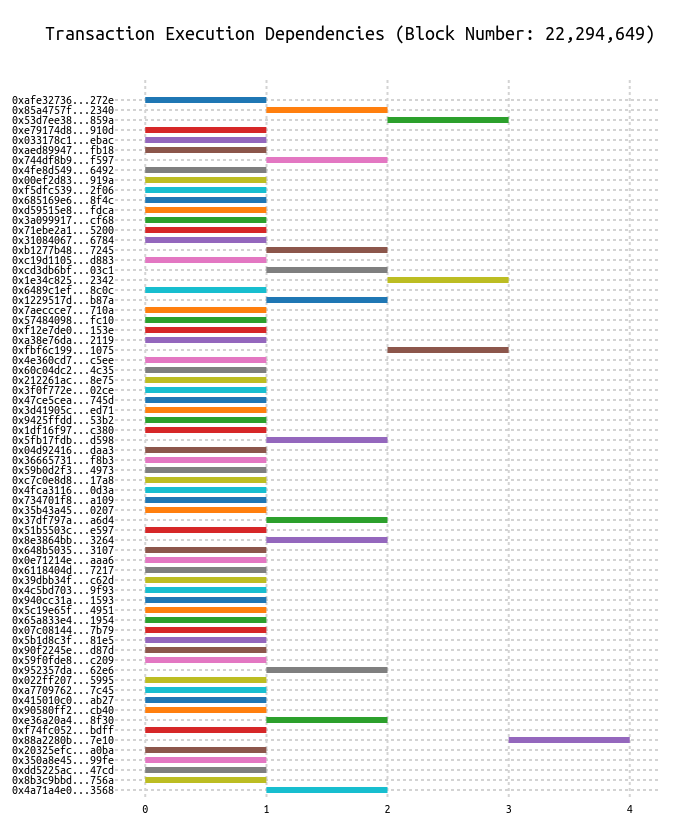 Transaction Execution Dependencies (Block Number: 22,294,649)
0xafe32736...272e
0x85a4757f...2340
0x53d7ee38...859a
0xe79174d8...910d
0x033178c1...ebac
0xaed89947...fb18
0x744df8b9...f597
0x4fe8d549...6492
0x00ef2d83...919a
0xf5dfc539...2f06
0x685169e6...8f4c
0xd59515e8...fdca
0x3a099917...cf68
0x71ebe2a1...5200
0x31084067...6784
0xb1277b48...7245
0xc19d1105...d883
0xcd3db6bf...03c1
0x1e34c825...2342
0x6489c1ef...8c0c
0x1229517d...b87a
0x7aeccce7...710a
0x57484098...fc10
0xf12e7de0...153e
0xa38e76da...2119
0xfbf6c199...1075
0x4e360cd7...c5ee
0x60c04dc2...4c35
0x212261ac...8e75
0x3f0f772e...02ce
0x47ce5cea...745d
0x3d41905c...ed71
0x9425ffdd...53b2
0x1df16f97...c380
0x5fb17fdb...d598
0x04d92416...daa3
0x36665731...f8b3
0x59b0d2f3...4973
0xc7c0e8d8...17a8
0x4fca3116...0d3a
0x734701f8...a109
0x35b43a45...0207
0x37df797a...a6d4
0x51b5503c...e597
0x8e3864bb...3264
0x648b5035...3107
0x0e71214e...aaa6
0x6118404d...7217
0x39dbb34f...c62d
0x4c5bd703...9f93
0x940cc31a...1593
0x5c19e65f...4951
0x65a833e4...1954
0x07c08144...7b79
0x5b1d8c3f...81e5
0x90f2245e...d87d
0x59f0fde8...c209
0x952357da...62e6
0x022ff207...5995
0xa7709762...7c45
0x415010c0...ab27
0x90580ff2...cb40
0xe36a20a4...8f30
0xf74fc052...bdff
0x88a2280b...7e10
0x20325efc...a0ba
0x350a8e45...99fe
0xdd5225ac...47cd
0x8b3c9bbd...756a
0x4a71a4e0...3568
0 1 2 3 4